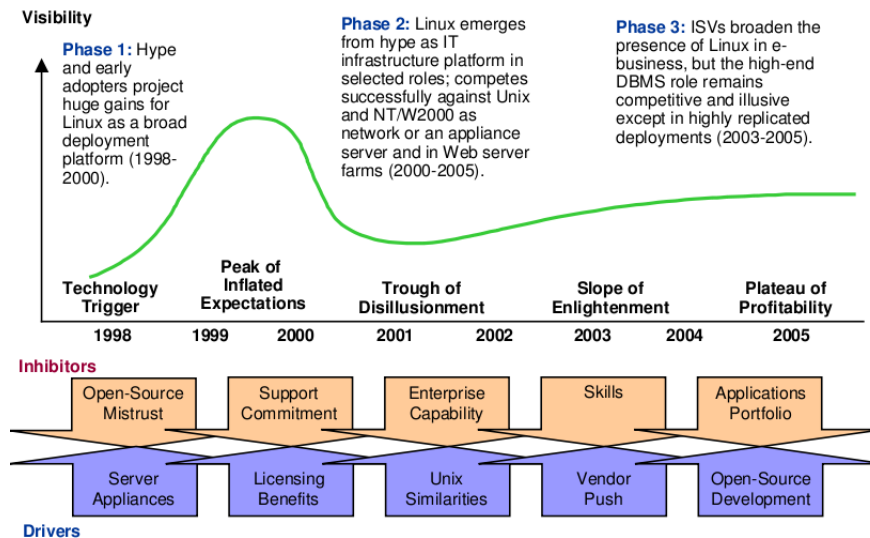 Visibility
Phase 1: Hype
and early
adopters project
huge gains for
Linux as a broad
deployment
platform (1998-
2000).
Phase 2: Linux emerges
from hype as IT
infrastructure platform in
selected roles; competes
successfully against Unix
and NT/W2000 as
network or an appliance
server and in Web server
farms (2000-2005).
Phase 3: ISVs broaden the
presence of Linux in e-
business, but the high-end
DBMS role remains
competitive and illusive
except in highly replicated
deployments (2003-2005).
Technology
Trigger
Peak of
Inflated
Expectations
Trough of
Disillusionment
Slope of
Enlightenment
Plateau of
Profitability
1998 1999 2000 2001 2002 2003 2004 2005
Inhibitors
Open-Source
Mistrust
Support
Commitment
Enterprise
Capability
Skills
Applications
Portfolio
Server
Appliances
Licensing
Benefits
Unix
Similarities
Vendor
Push
Open-Source
Development
Drivers